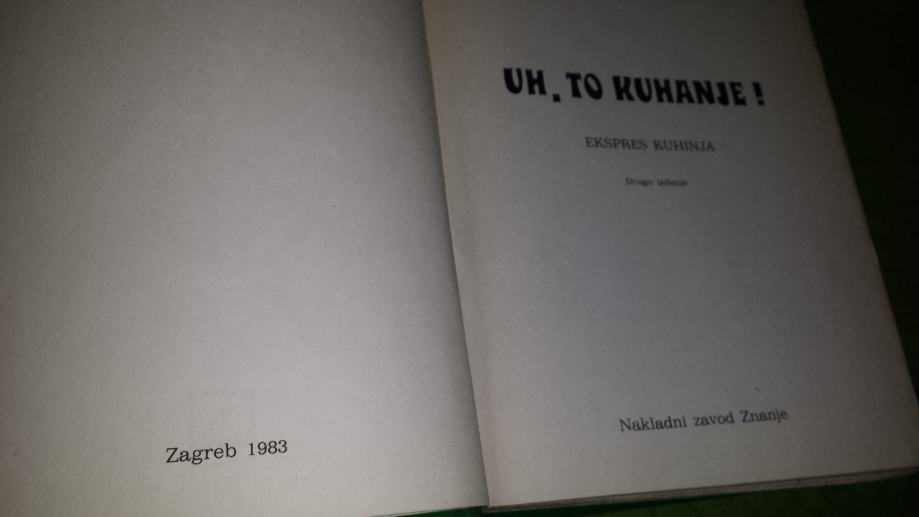 Zagreb 1983
UH, TO KUHANJE!
EKSPRES KUHINJA
Drugo izdanje
Nakladni zavod Znanje